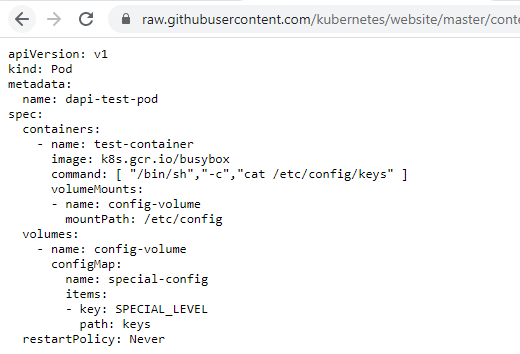 raw.githubusercontent.com/kubernetes/website/master/conte
apiVersion: v1
kind: Pod
metadata:
  name: dapi-test-pod
spec:
  containers:
    - name: test-container
      image: k8s.gcr.io/busybox
      command: [ "/bin/sh","-c","cat /etc/config/keys" ]
      volumeMounts:
      - name: config-volume
        mountPath: /etc/config
  volumes:
    - name: config-volume
      configMap:
        name: special-config
        items:
        - key: SPECIAL_LEVEL
          path: keys
  restartPolicy: Never